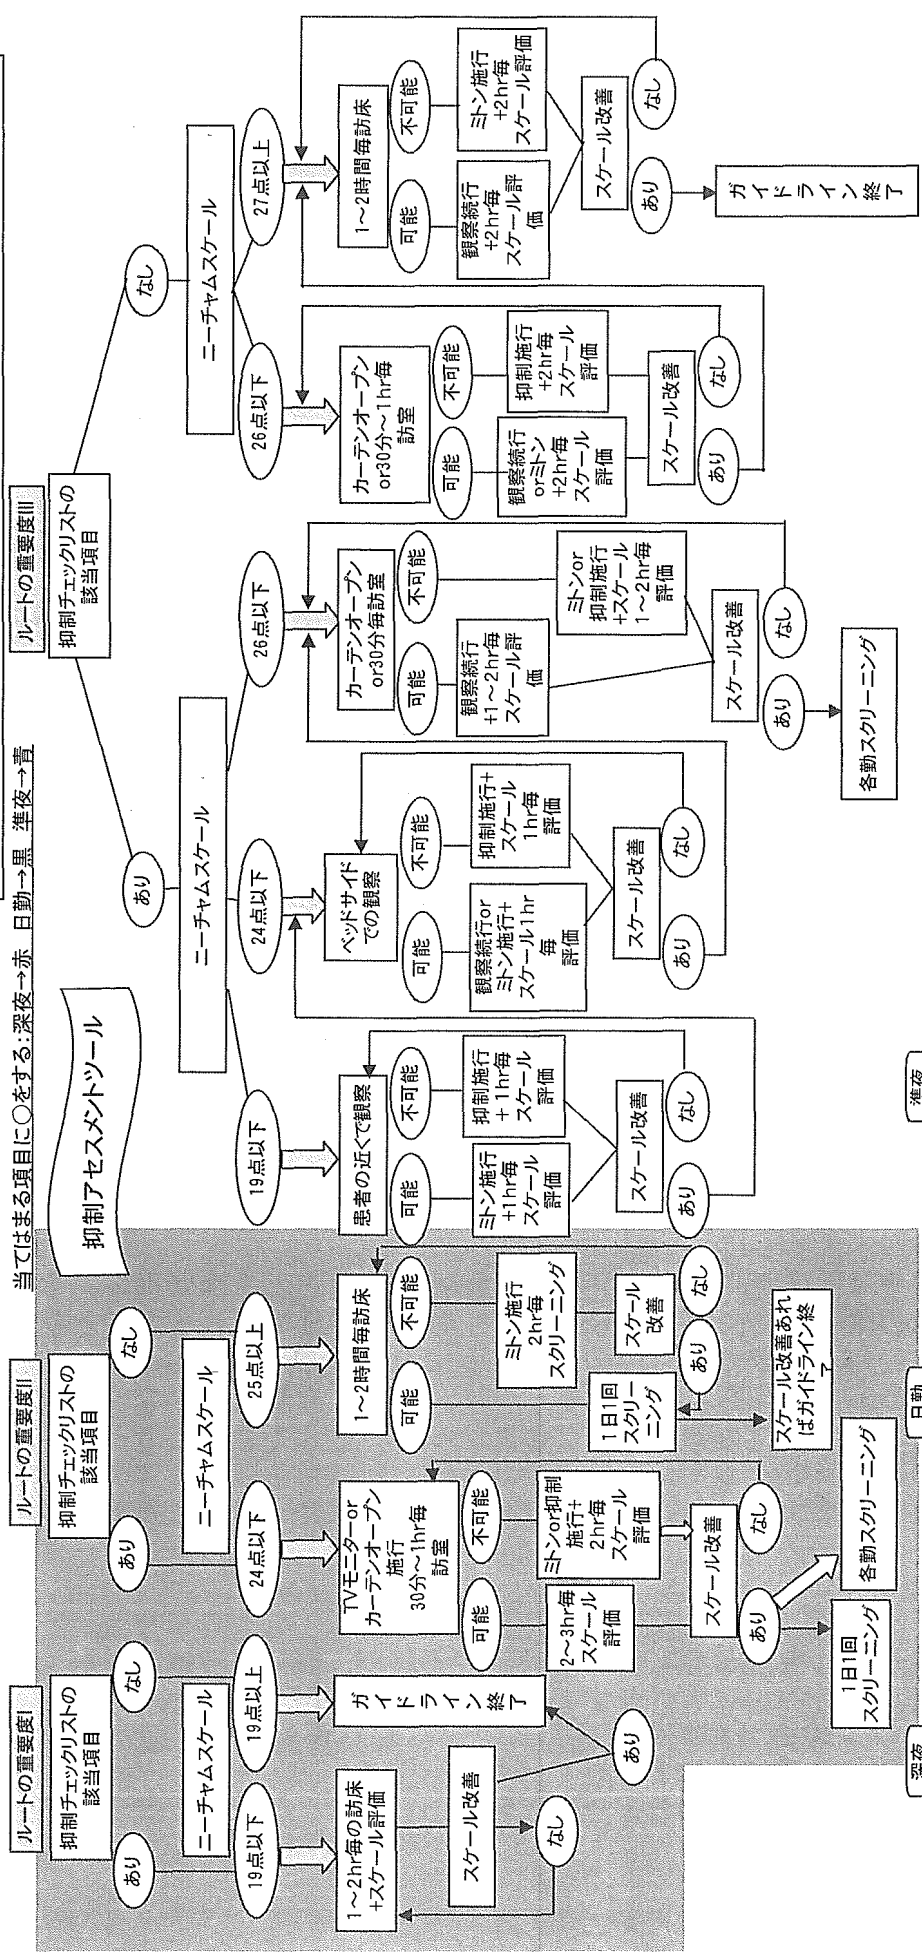 当てはまる項目に○をする:深夜→赤 日勤→黒 準夜→青
抑制アセスメントツール
ルートの重要度I
抑制チェックリストの
該当項目
あり
なし
ニーチャムスケール
19点以下
19点以上
1~2hr毎の訪床
+スケール評価
スケール改善
なし
あり
ガイドライン
終了
ルートの重要度II
抑制チェックリストの
該当項目
あり
なし
ニーチャムスケール
24点以下
25点以上
TVモニターor
カーテンオープン
施行
30分~1hr毎
訪室
可能
不可能
2~3hr毎
スケール
評価
ミトンor抑制
施行+
2hr毎
スケール
評価
スケール改善
あり
なし
1日1回
スクリーニング
各勤スクリーニング
1~2時間毎訪床
可能
不可能
ミトン施行
2hr毎
スクリーニング
1日1回
スクリー
ニング
スケール
改善
あり
なし
スケール改善あれ
ばガイドライン終
了
ルートの重要度III
抑制チェックリストの
該当項目
あり
なし
ニーチャムスケール
19点以下
24点以下
26点以下
患者の近くで観察
可能
不可能
ミトン施行
+1hr毎
スケール
評価
抑制施行
+1hr毎
スケール
評価
スケール改善
あり
なし
ベッドサイド
での観察
可能
不可能
観察続行or
ミトン施行+
スケール1hr
毎
評価
抑制施行+
スケール
1hr毎
評価
スケール改善
あり
なし
カーテンオープン
or30分毎訪室
可能
不可能
観察続行
+1~2hr毎
スケール評
価
ミトンor
抑制施行
+スケール
1~2hr毎
評価
スケール改善
あり
なし
各勤スクリーニング
ニーチャムスケール
26点以下
27点以上
カーテンオープン
or30分~1hr毎
訪室
可能
不可能
観察続行
orミトン
+2hr毎
スケール
評価
抑制施行
+2hr毎
スケール
評価
スケール改善
あり
なし
1~2時間毎訪床
可能
不可能
観察続行
+2hr毎
スケール評
価
ミトン施行
+2hr毎
スケール評価
スケール改善
あり
なし
ガイドライン
終了
深夜
日勤
準夜